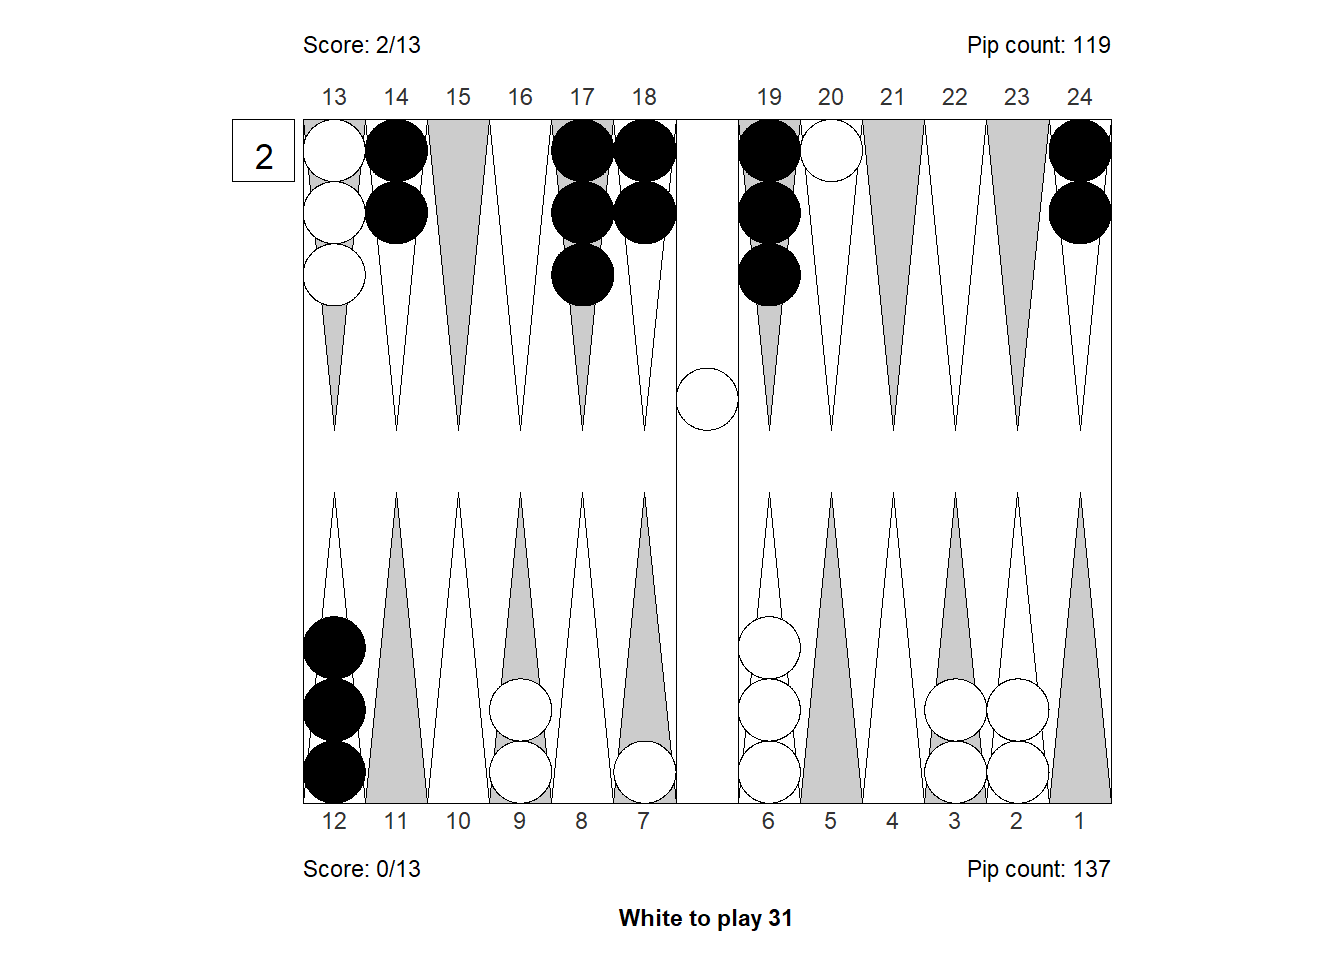 Score: 2/13 Pip count: 119
13 14 15 16 17 18 19 20 21 22 23 24
2
12 11 10 9 8 7 6 5 4 3 2 1
Score: 0/13 Pip count: 137
White to play 31